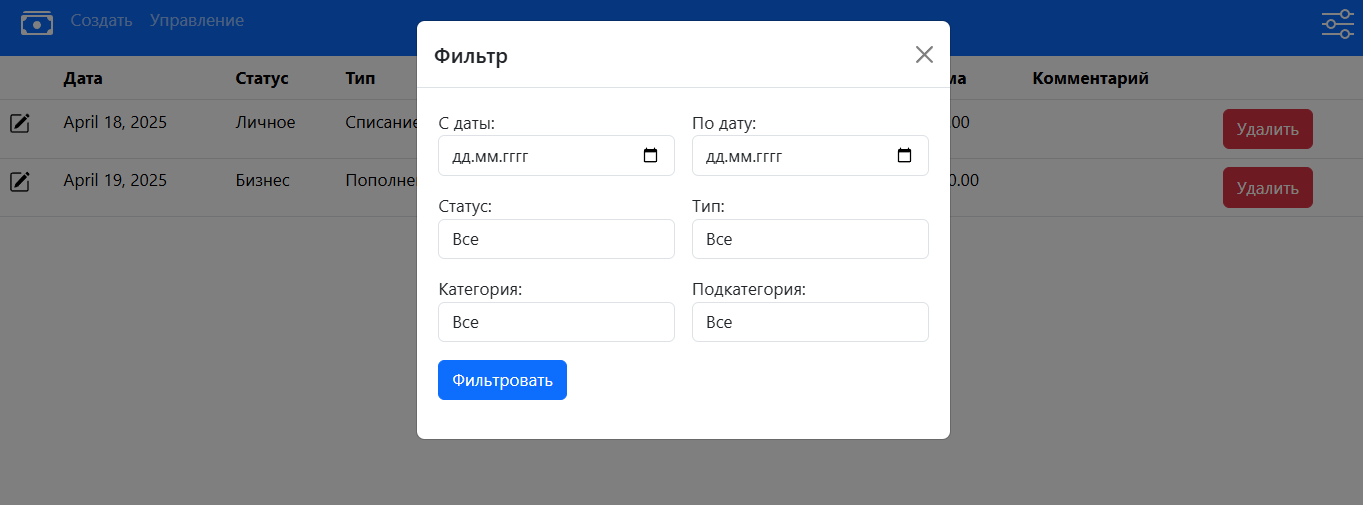 Создать Управление
Фильтр
Дата Статус Тип Комментарий
С даты: По дату:
April 18, 2025 Личное Списание .00 Удалить
дд.мм.гггг дд.мм.гггг
April 19, 2025 Бизнес 0.00 Удалить
Статус: Тип:
Все Все
Категория: Подкатегория:
Все Все
Фильтровать